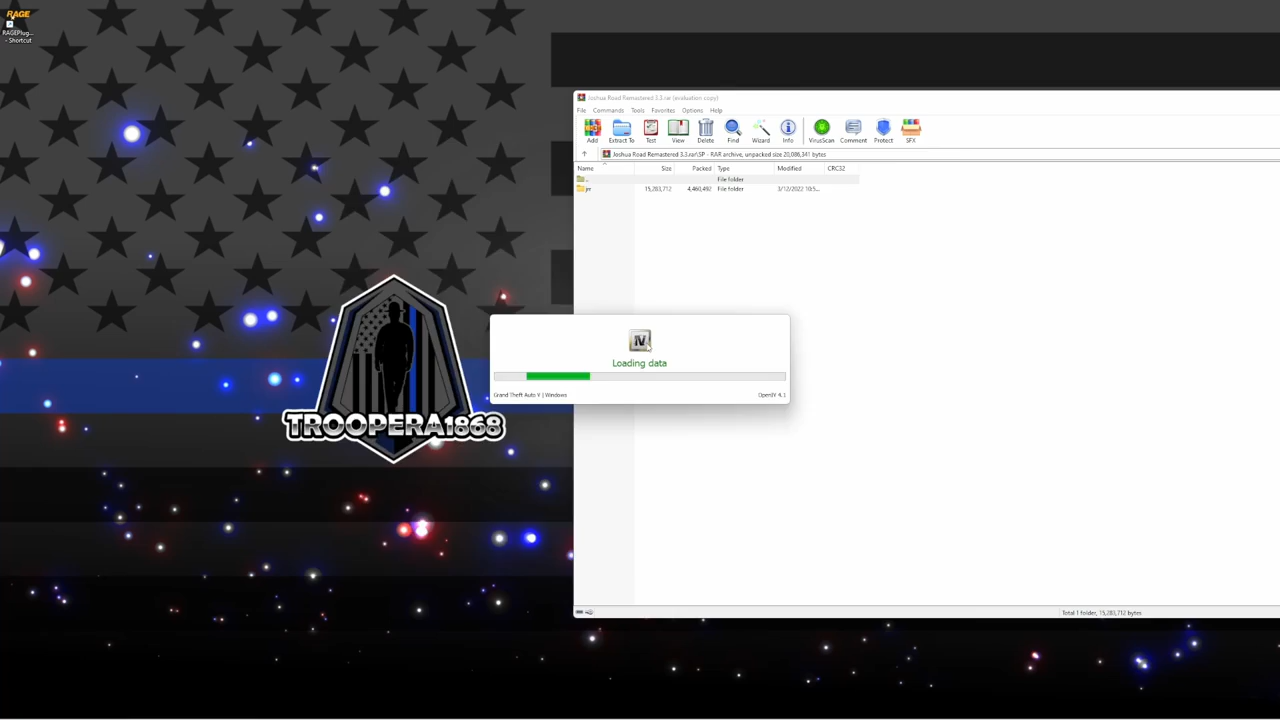 RAGE
RAGEPlug...
- Shortcut
Joshua Road Remastered 3.3.rar (evaluation copy)
File Commands Tools Favorites Options Help
Add Extract To Test View Delete Find Wizard Info VirusScan Comment Protect SFX
Joshua Road Remastered 3.3.rar\SP - RAR archive, unpacked size 20,086,341 bytes
Name Size Packed Type Modified CRC32
.. File folder
jrr 15,283,712 4,460,492 File folder 3/12/2022 10:5...
IV
Loading data
Grand Theft Auto V | Windows OpenIV 4.1
TROOPERA1868
Total 1 folder, 15,283,712 bytes